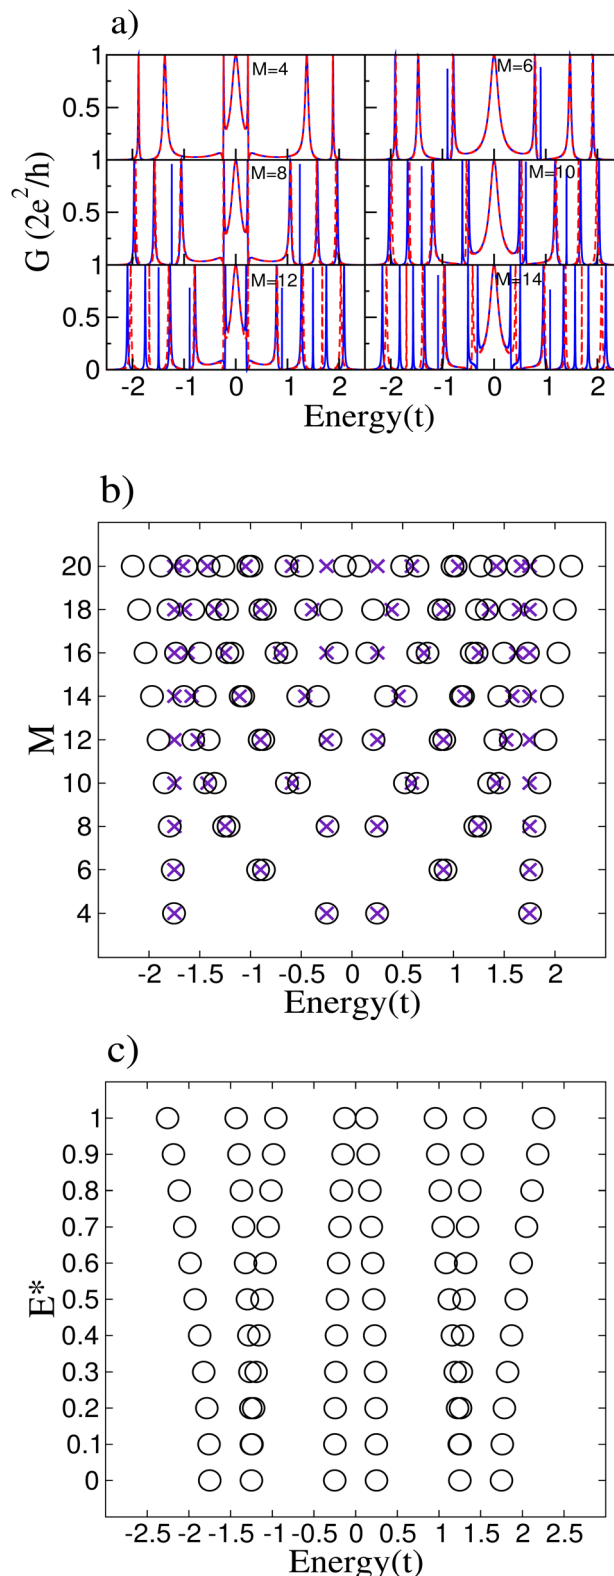 a)
1
M=4
M=6
0.5
1
M=8
M=10
0.5
1
M=12
M=14
0.5
0
-2 -1 0 1 2 -2 -1 0 1 2
G (2e²/h)
Energy(t)
b)
20
18
16
14
12
10
8
6
4
M
-2 -1.5 -1 -0.5 0 0.5 1 1.5 2
Energy(t)
c)
1
0.9
0.8
0.7
0.6
0.5
0.4
0.3
0.2
0.1
0
E*
-2.5 -2 -1.5 -1 -0.5 0 0.5 1 1.5 2 2.5
Energy(t)